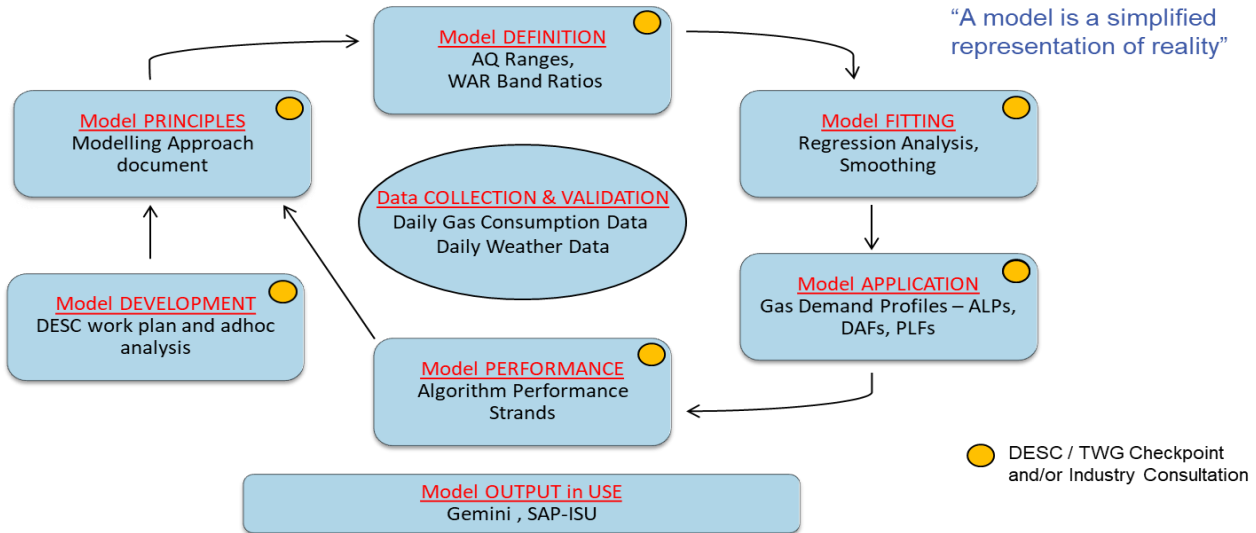 Model DEFINITION
AQ Ranges,
WAR Band Ratios
“A model is a simplified
representation of reality”
Model PRINCIPLES
Modelling Approach
document
Model FITTING
Regression Analysis,
Smoothing
Data COLLECTION & VALIDATION
Daily Gas Consumption Data
Daily Weather Data
Model DEVELOPMENT
DESC work plan and adhoc
analysis
Model APPLICATION
Gas Demand Profiles – ALPs,
DAFs, PLFs
Model PERFORMANCE
Algorithm Performance
Strands
DESC / TWG Checkpoint
and/or Industry Consultation
Model OUTPUT in USE
Gemini , SAP-ISU